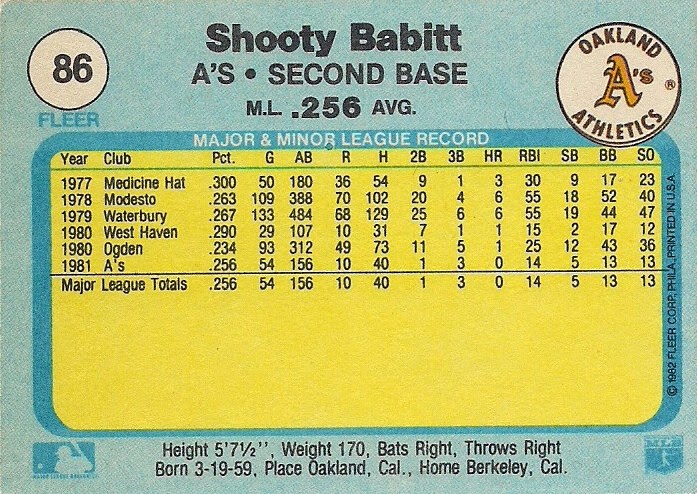 86
FLEER
Shooty Babitt
A'S • SECOND BASE
M.L. .256 AVG.
OAKLAND
A's
®
ATHLETICS
MAJOR & MINOR LEAGUE RECORD
Year Club Pct. G AB R H 2B 3B HR RBI SB BB SO
1977 Medicine Hat .300 50 180 36 54 9 1 3 30 9 17 23
1978 Modesto .263 109 388 70 102 20 4 6 55 18 52 40
1979 Waterbury .267 133 484 68 129 25 6 6 55 19 44 47
1980 West Haven .290 29 107 10 31 7 1 1 15 2 17 12
1980 Ogden .234 93 312 49 73 11 5 1 25 12 43 36
1981 A's .256 54 156 10 40 1 3 0 14 5 13 13
Major League Totals .256 54 156 10 40 1 3 0 14 5 13 13
© 1982 FLEER CORP. PHILA. PRINTED IN U.S.A.
Height 5'7½", Weight 170, Bats Right, Throws Right
Born 3-19-59, Place Oakland, Cal., Home Berkeley, Cal.